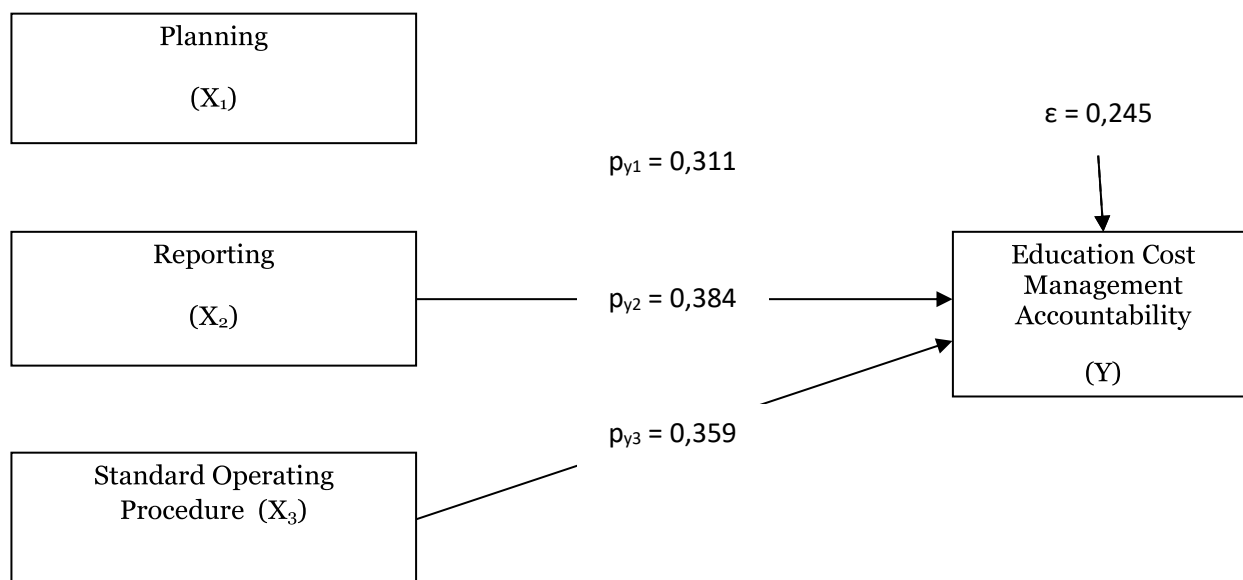 Planning
(X₁)
ε = 0,245
pᵧ₁ = 0,311
Reporting
(X₂)
pᵧ₂ = 0,384
Education Cost
Management
Accountability
(Y)
pᵧ₃ = 0,359
Standard Operating
Procedure (X₃)